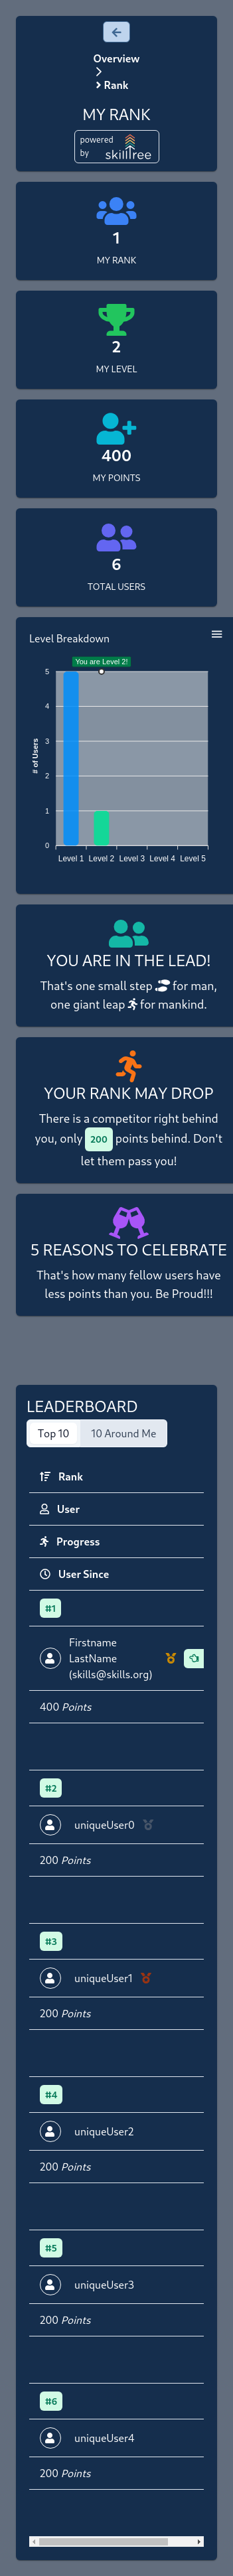 Overview
Rank
MY RANK
powered
by
skilltree
1
MY RANK
2
MY LEVEL
400
MY POINTS
6
TOTAL USERS
Level Breakdown
You are Level 2!
5
4
3
2
1
0
# of Users
Level 1 Level 2 Level 3 Level 4 Level 5
YOU ARE IN THE LEAD!
That's one small step for man,
one giant leap for mankind.
YOUR RANK MAY DROP
There is a competitor right behind
you, only 200 points behind. Don't
let them pass you!
5 REASONS TO CELEBRATE
That's how many fellow users have
less points than you. Be Proud!!!
LEADERBOARD
Top 10 10 Around Me
Rank
User
Progress
User Since
#1
Firstname
LastName
(skills@skills.org)
400 Points
#2
uniqueUser0
200 Points
#3
uniqueUser1
200 Points
#4
uniqueUser2
200 Points
#5
uniqueUser3
200 Points
#6
uniqueUser4
200 Points